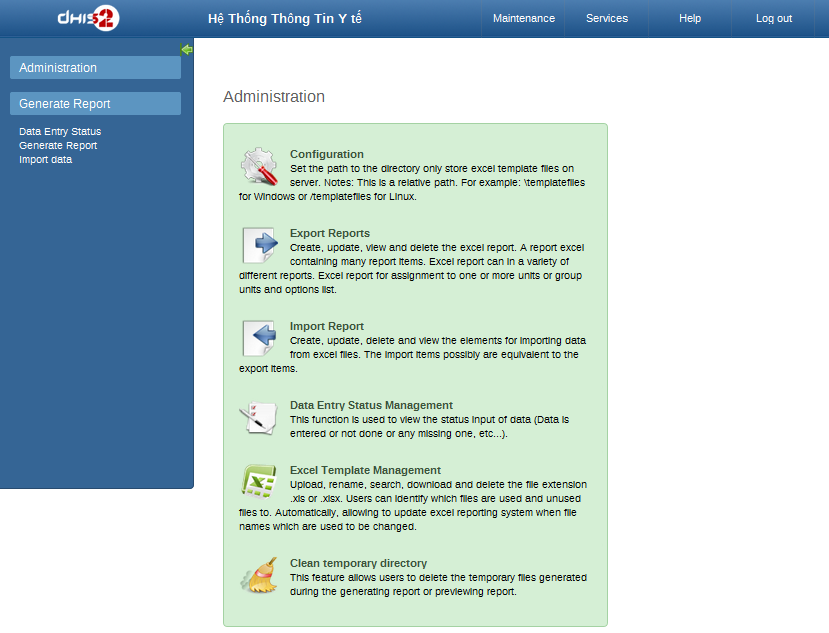 dhis2
Hệ Thống Thông Tin Y tế
Maintenance
Services
Help
Log out
Administration
Generate Report
Data Entry Status
Generate Report
Import data
Administration
Configuration
Set the path to the directory only store excel template files on
server. Notes: This is a relative path. For example: \templatefiles
for Windows or /templatefiles for Linux.
Export Reports
Create, update, view and delete the excel report. A report excel
containing many report items. Excel report can in a variety of
different reports. Excel report for assignment to one or more units or group
units and options list.
Import Report
Create, update, delete and view the elements for importing data
from excel files. The import items possibly are equivalent to the
export items.
Data Entry Status Management
This function is used to view the status input of data (Data is
entered or not done or any missing one, etc...).
Excel Template Management
Upload, rename, search, download and delete the file extension
.xls or .xlsx. Users can identify which files are used and unused
files to. Automatically, allowing to update excel reporting system when file
names which are used to be changed.
Clean temporary directory
This feature allows users to delete the temporary files generated
during the generating report or previewing report.